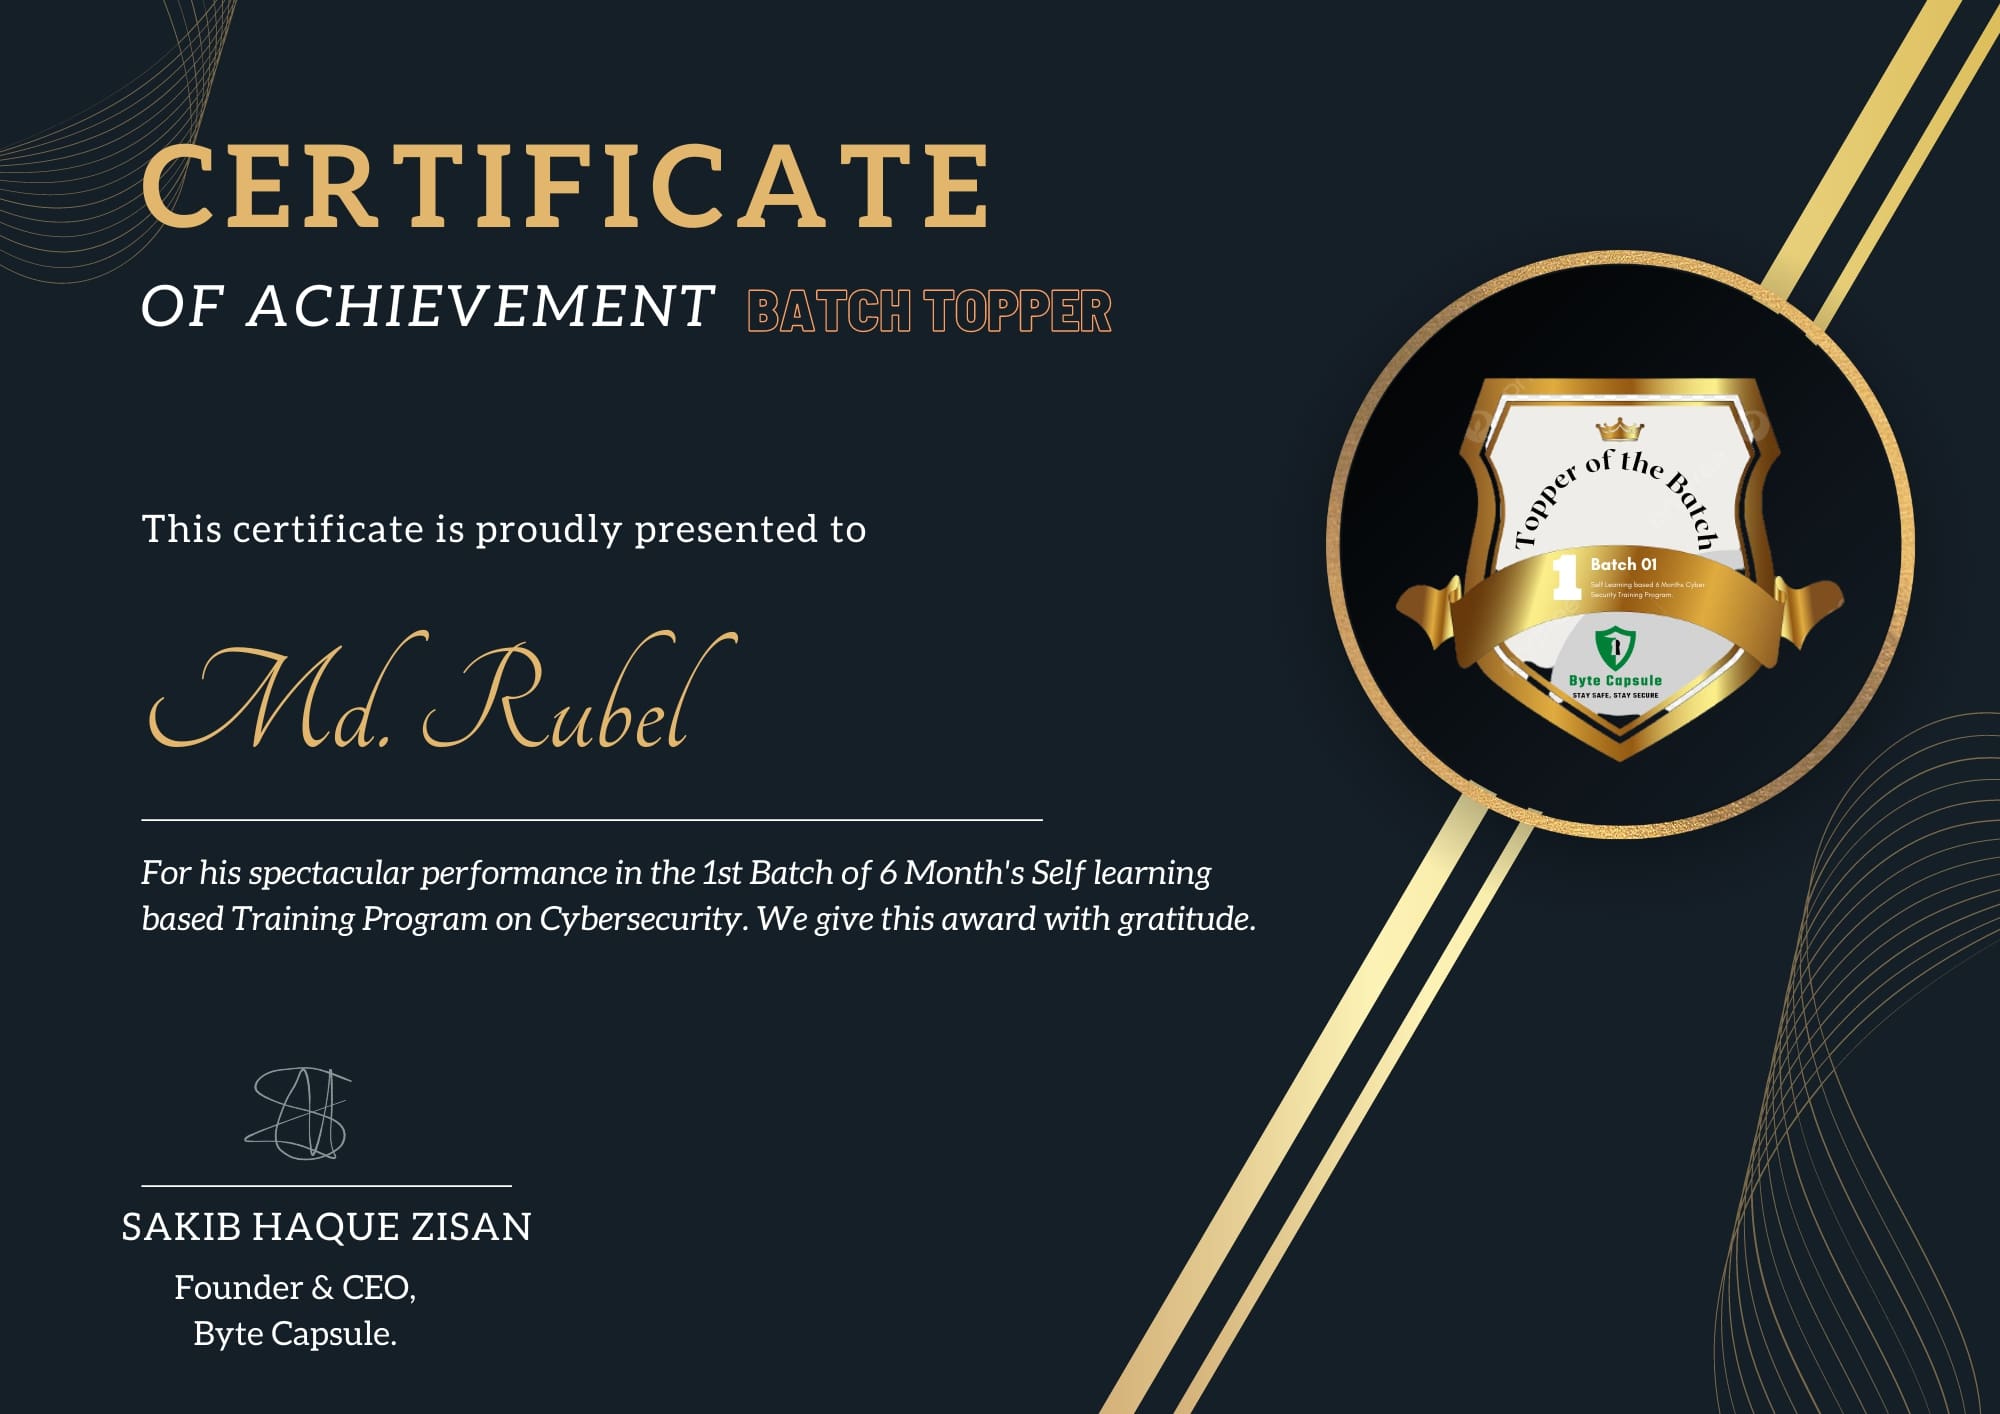 CERTIFICATE
OF ACHIEVEMENT BATCH TOPPER
This certificate is proudly presented to
Md. Rubel
For his spectacular performance in the 1st Batch of 6 Month's Self learning
based Training Program on Cybersecurity. We give this award with gratitude.
SAKIB HAQUE ZISAN
Founder & CEO,
Byte Capsule.
Topper of the Batch
1 Batch 01
Self Learning based 6 Months Cyber
Security Training Program.
Byte Capsule
STAY SAFE, STAY SECURE